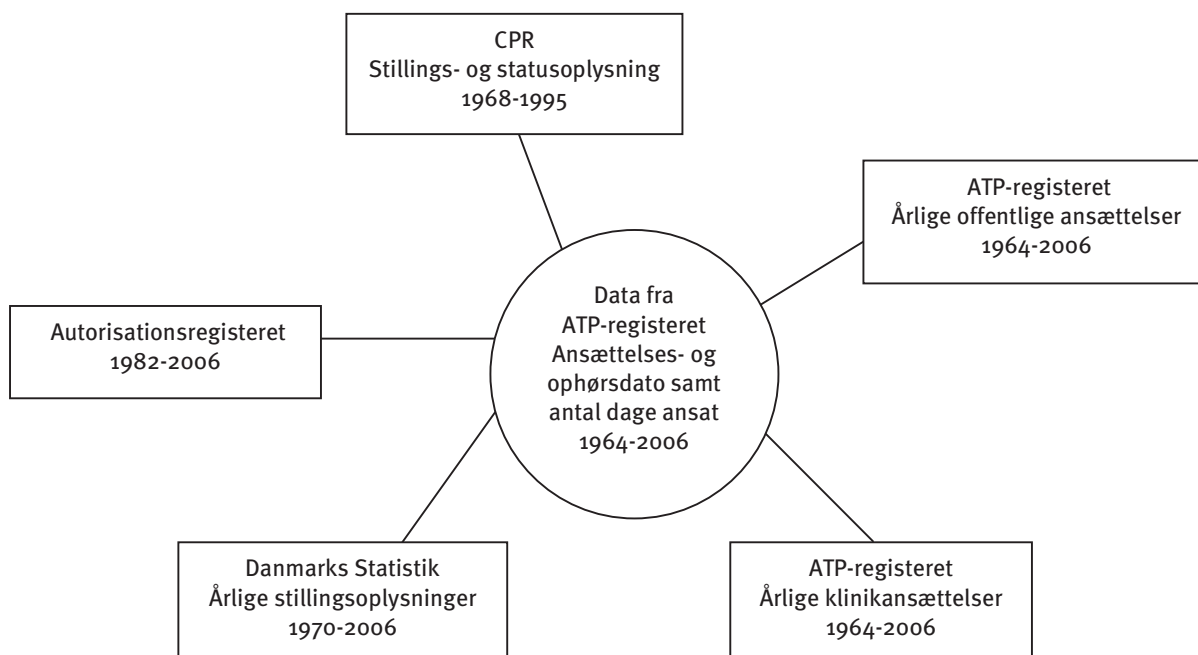 CPR
Stillings- og statusoplysning
1968-1995
ATP-registeret
Årlige offentlige ansættelser
1964-2006
Data fra
ATP-registeret
Ansættelses- og
ophørsdato samt
antal dage ansat
1964-2006
Autorisationsregisteret
1982-2006
Danmarks Statistik
Årlige stillingsoplysninger
1970-2006
ATP-registeret
Årlige klinikansættelser
1964-2006